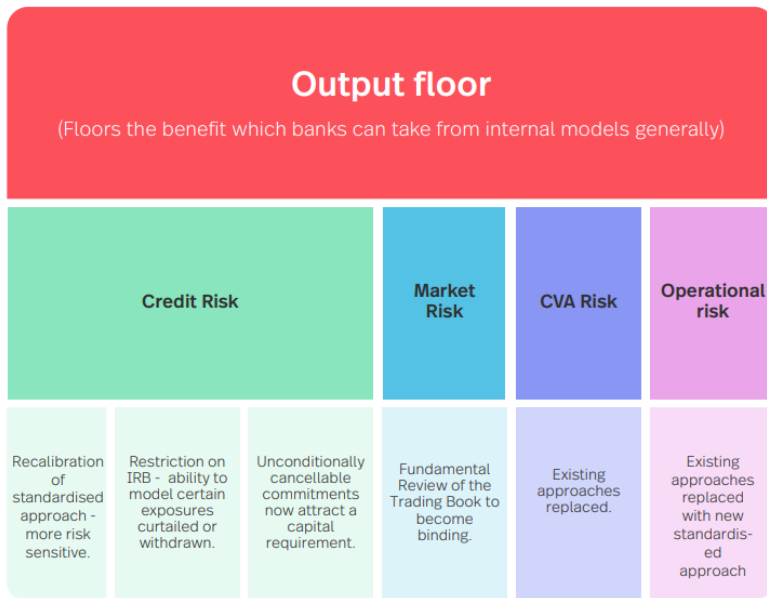 Output floor
(Floors the benefit which banks can take from internal models generally)
Credit Risk
Market
Risk
CVA Risk
Operational
risk
Recalibration
of
standardised
approach -
more risk
sensitive.
Restriction on
IRB - ability to
model certain
exposures
curtailed or
withdrawn.
Unconditionally
cancellable
commitments
now attract a
capital
requirement.
Fundamental
Review of the
Trading Book to
become
binding.
Existing
approaches
replaced.
Existing
approaches
replaced
with new
standardis-
ed
approach